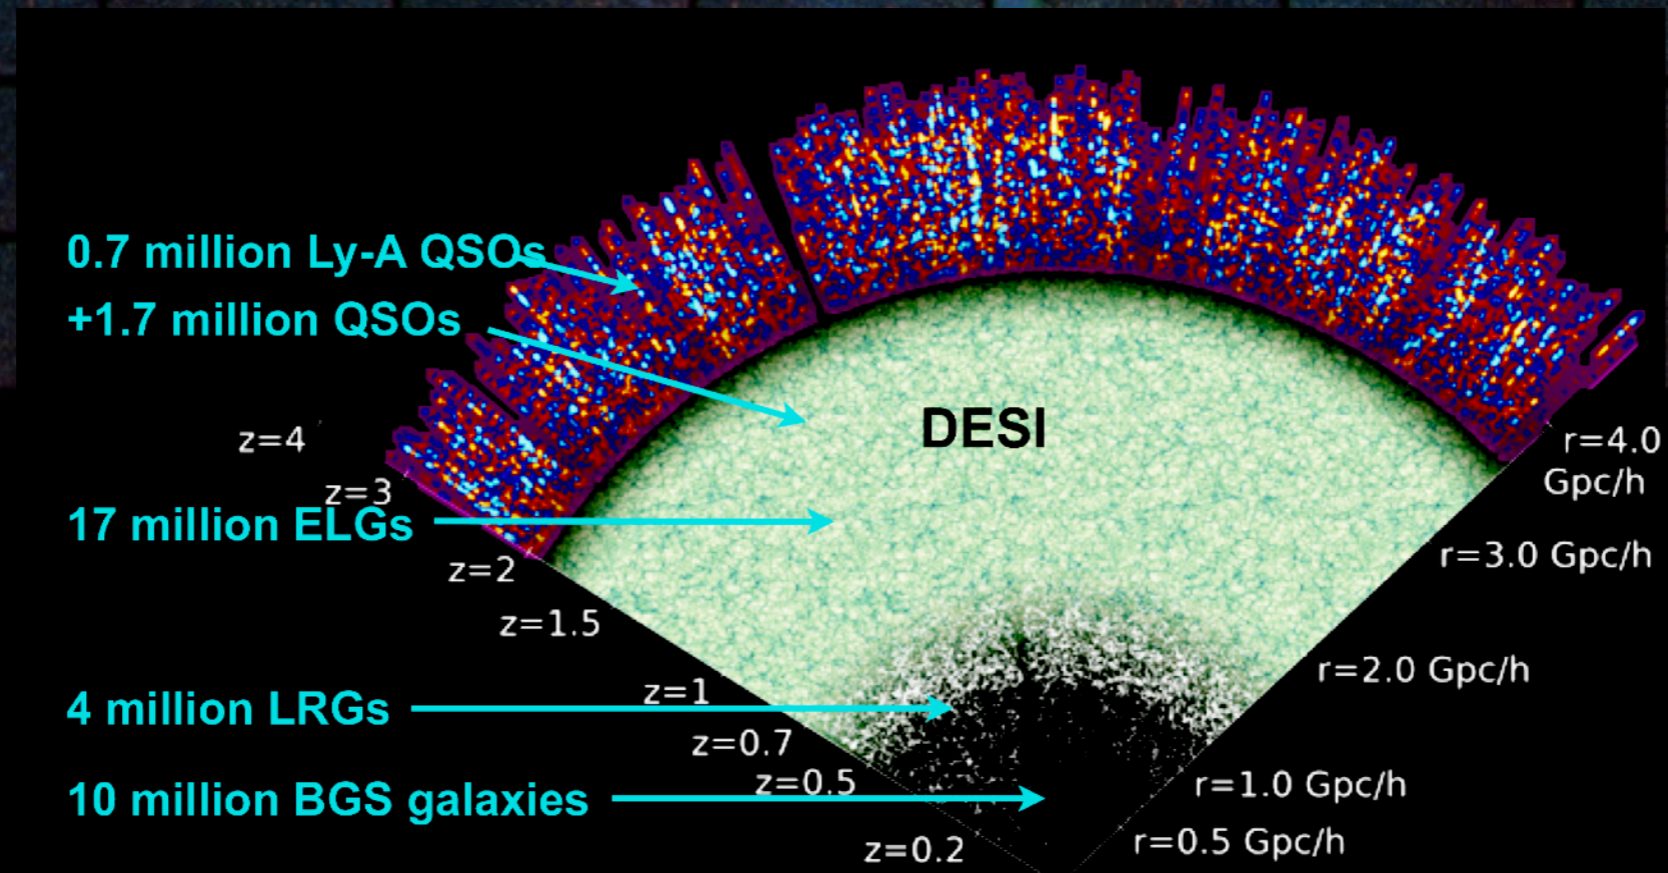 0.7 million Ly-A QSOs
+1.7 million QSOs
DESI
z=4
r=4.0
Gpc/h
z=3
17 million ELGs
r=3.0 Gpc/h
z=2
z=1.5
r=2.0 Gpc/h
z=1
4 million LRGs
z=0.7
z=0.5
r=1.0 Gpc/h
10 million BGS galaxies
r=0.5 Gpc/h
z=0.2